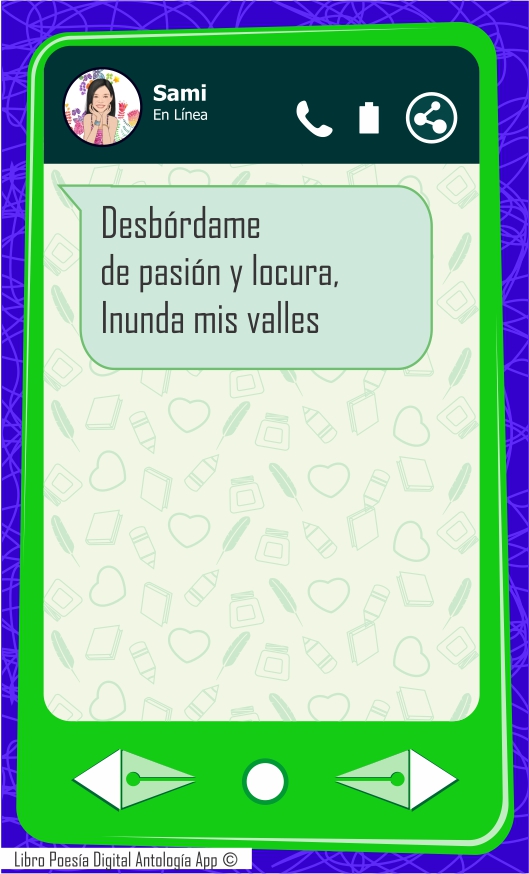 Sami
En Línea
Desbórdame
de pasión y locura,
Inunda mis valles
Libro Poesía Digital Antología App ©